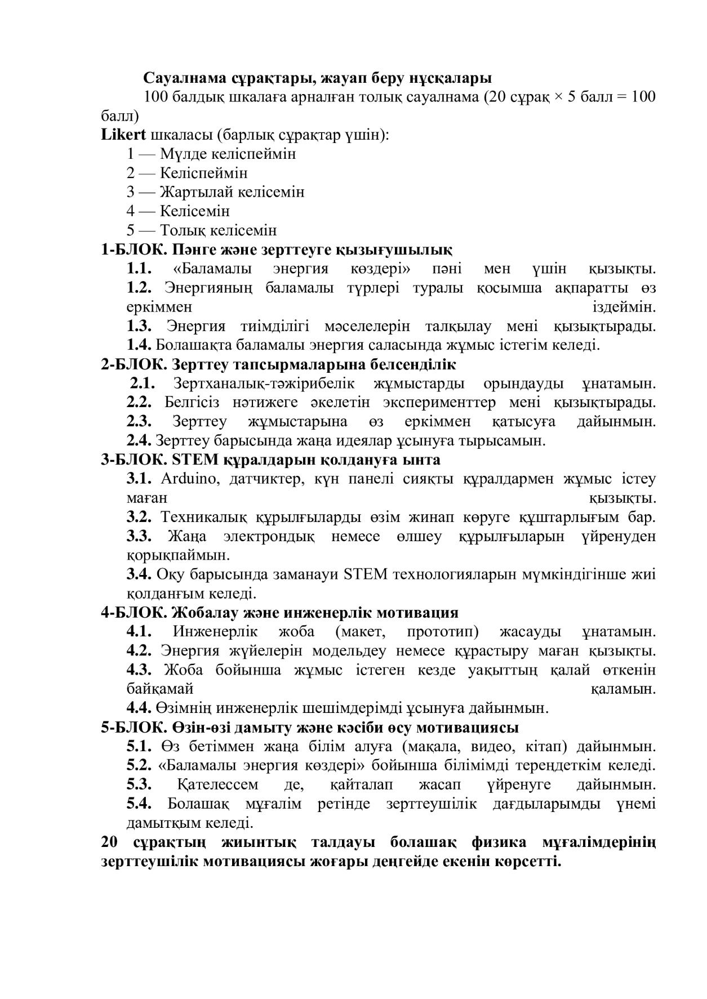 Сауалнама сұрақтары, жауап беру нұсқалары
100 балдық шкалаға арналған толық сауалнама (20 сұрақ × 5 балл = 100
балл)
Likert шкаласы (барлық сұрақтар үшін):
1 — Мүлде келіспеймін
2 — Келіспеймін
3 — Жартылай келісемін
4 — Келісемін
5 — Толық келісемін
1-БЛОК. Пәнге және зерттеуге қызығушылық
1.1. «Баламалы энергия көздері» пәні мен үшін қызықты.
1.2. Энергияның баламалы түрлері туралы қосымша ақпаратты өз
еркіммен іздеймін.
1.3. Энергия тиімділігі мәселелерін талқылау мені қызықтырады.
1.4. Болашақта баламалы энергия саласында жұмыс істегім келеді.
2-БЛОК. Зерттеу тапсырмаларына белсенділік
2.1. Зертханалық-тәжірибелік жұмыстарды орындауды ұнатамын.
2.2. Белгісіз нәтижеге әкелетін эксперименттер мені қызықтырады.
2.3. Зерттеу жұмыстарына өз еркіммен қатысуға дайынмын.
2.4. Зерттеу барысында жаңа идеялар ұсынуға тырысамын.
3-БЛОК. STEM құралдарын қолдануға ынта
3.1. Arduino, датчиктер, күн панелі сияқты құралдармен жұмыс істеу
маған қызықты.
3.2. Техникалық құрылғыларды өзім жинап көруге құштарлығым бар.
3.3. Жаңа электрондық немесе өлшеу құрылғыларын үйренуден
қорықпаймын.
3.4. Оқу барысында заманауи STEM технологияларын мүмкіндігінше жиі
қолданғым келеді.
4-БЛОК. Жобалау және инженерлік мотивация
4.1. Инженерлік жоба (макет, прототип) жасауды ұнатамын.
4.2. Энергия жүйелерін модельдеу немесе құрастыру маған қызықты.
4.3. Жоба бойынша жұмыс істеген кезде уақыттың қалай өткенін
байқамай қаламын.
4.4. Өзімнің инженерлік шешімдерімді ұсынуға дайынмын.
5-БЛОК. Өзін-өзі дамыту және кәсіби өсу мотивациясы
5.1. Өз бетіммен жаңа білім алуға (мақала, видео, кітап) дайынмын.
5.2. «Баламалы энергия көздері» бойынша білімімді тереңдеткім келеді.
5.3. Қателессем де, қайталап жасап үйренуге дайынмын.
5.4. Болашақ мұғалім ретінде зерттеушілік дағдыларымды үнемі
дамытқым келеді.
20 сұрақтың жиынтық талдауы болашақ физика мұғалімдерінің
зерттеушілік мотивациясы жоғары деңгейде екенін көрсетті.